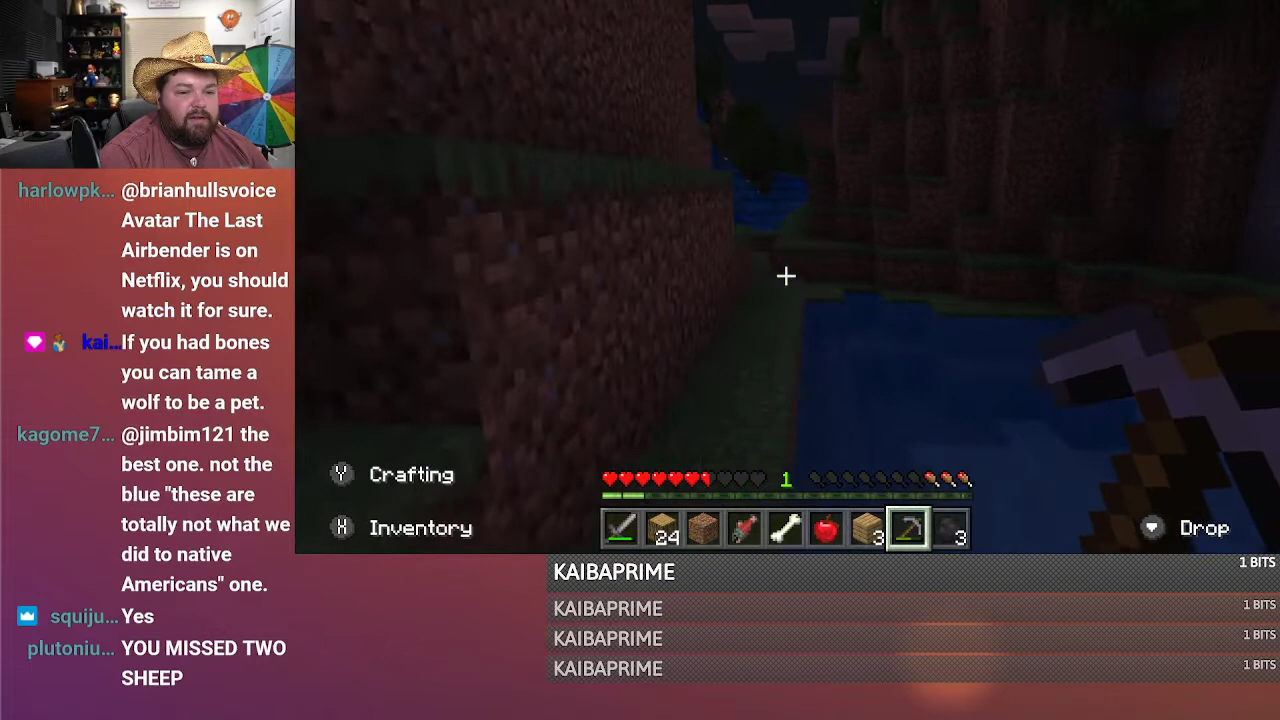 harlowpk... @brianhullsvoice
Avatar The Last
Airbender is on
Netflix, you should
watch it for sure.
kai... If you had bones
you can tame a
wolf to be a pet.
kagome7... @jimbim121 the
best one. not the
blue "these are
totally not what we
did to native
Americans" one.
squiju... Yes
plutoniu... YOU MISSED TWO
SHEEP
Y Crafting
X Inventory
1
24
3
3
Drop
KAIBAPRIME 1 BITS
KAIBAPRIME 1 BITS
KAIBAPRIME 1 BITS
KAIBAPRIME 1 BITS